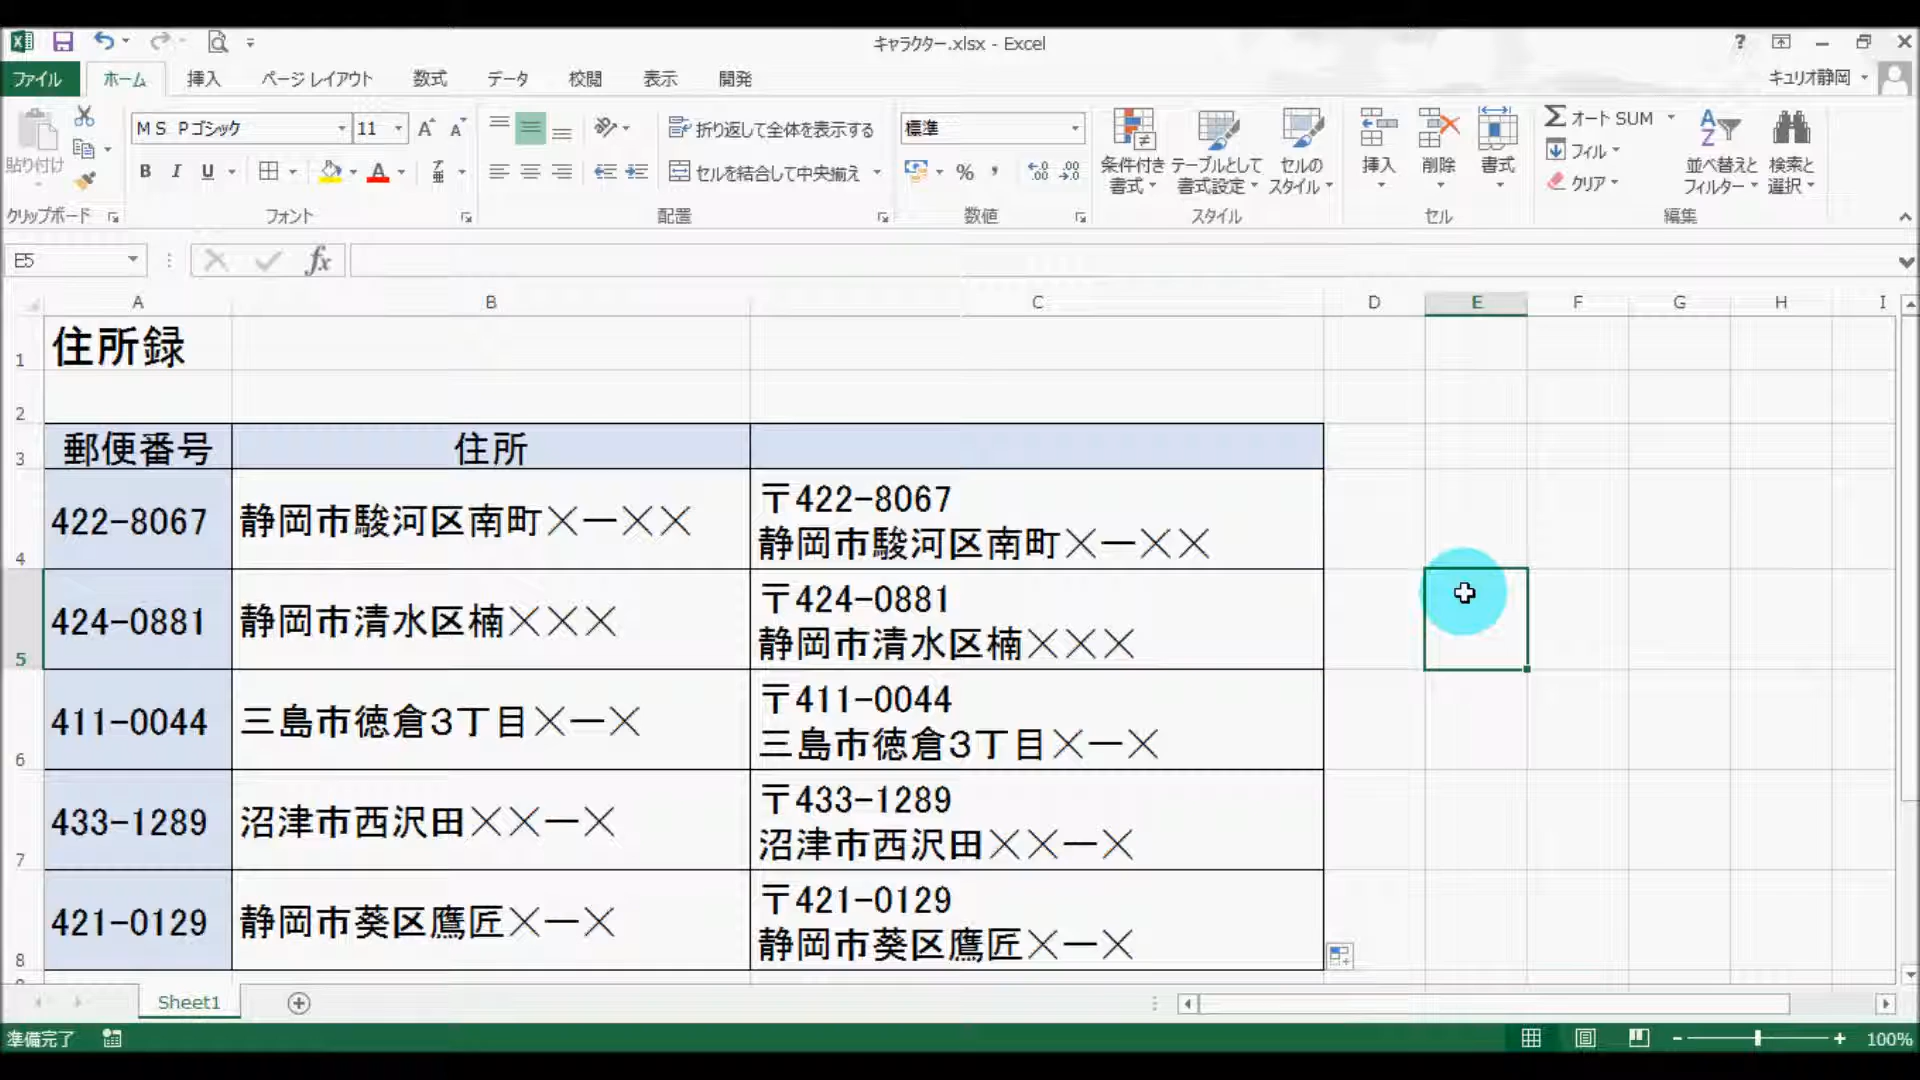 キャラクター.xlsx - Excel
?
ファイル ホーム 挿入 ページ レイアウト 数式 データ 校閲 表示 開発 キュリオ静岡
貼り付け
クリップボード
ＭＳ Ｐゴシック 11
B I U
フォント
折り返して全体を表示する
セルを結合して中央揃え
配置
標準
%
数値
条件付き書式 テーブルとして書式設定 セルのスタイル
スタイル
挿入 削除 書式
セル
オート SUM
フィル
クリア
並べ替えとフィルター 検索と選択
編集
E5 fx
A B C D E F G H I
1 住所録
2
3 郵便番号 住所
4 422-8067 静岡市駿河区南町×－×× 〒422-8067
静岡市駿河区南町×－××
5 424-0881 静岡市清水区楠××× 〒424-0881
静岡市清水区楠×××
6 411-0044 三島市徳倉３丁目×－× 〒411-0044
三島市徳倉３丁目×－×
7 433-1289 沼津市西沢田××－× 〒433-1289
沼津市西沢田××－×
8 421-0129 静岡市葵区鷹匠×－× 〒421-0129
静岡市葵区鷹匠×－×
Sheet1
準備完了 100%